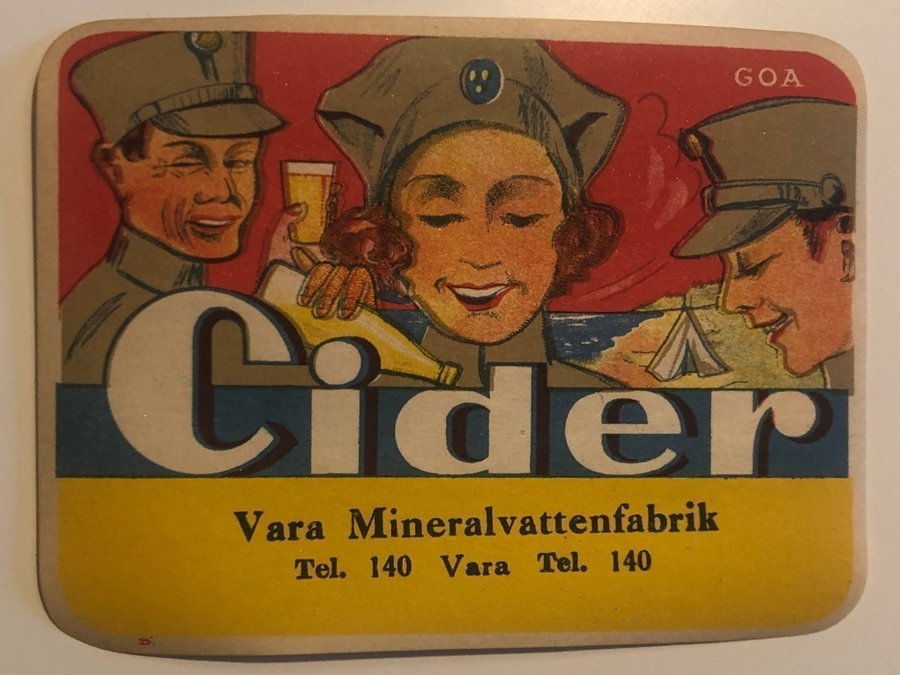 GOA
Cider
Vara Mineralvattenfabrik
Tel. 140 Vara Tel. 140